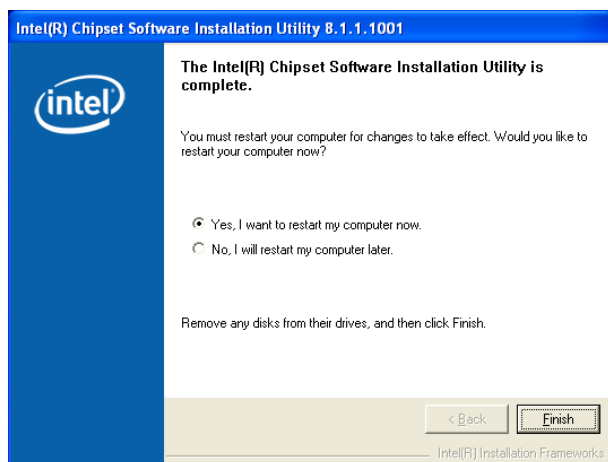 Intel(R) Chipset Software Installation Utility 8.1.1.1001
The Intel(R) Chipset Software Installation Utility is
complete.
intel
You must restart your computer for changes to take effect. Would you like to
restart your computer now?
Yes, I want to restart my computer now.
No, I will restart my computer later.
Remove any disks from their drives, and then click Finish.
< Back
Finish
Intel(R) Installation Frameworks